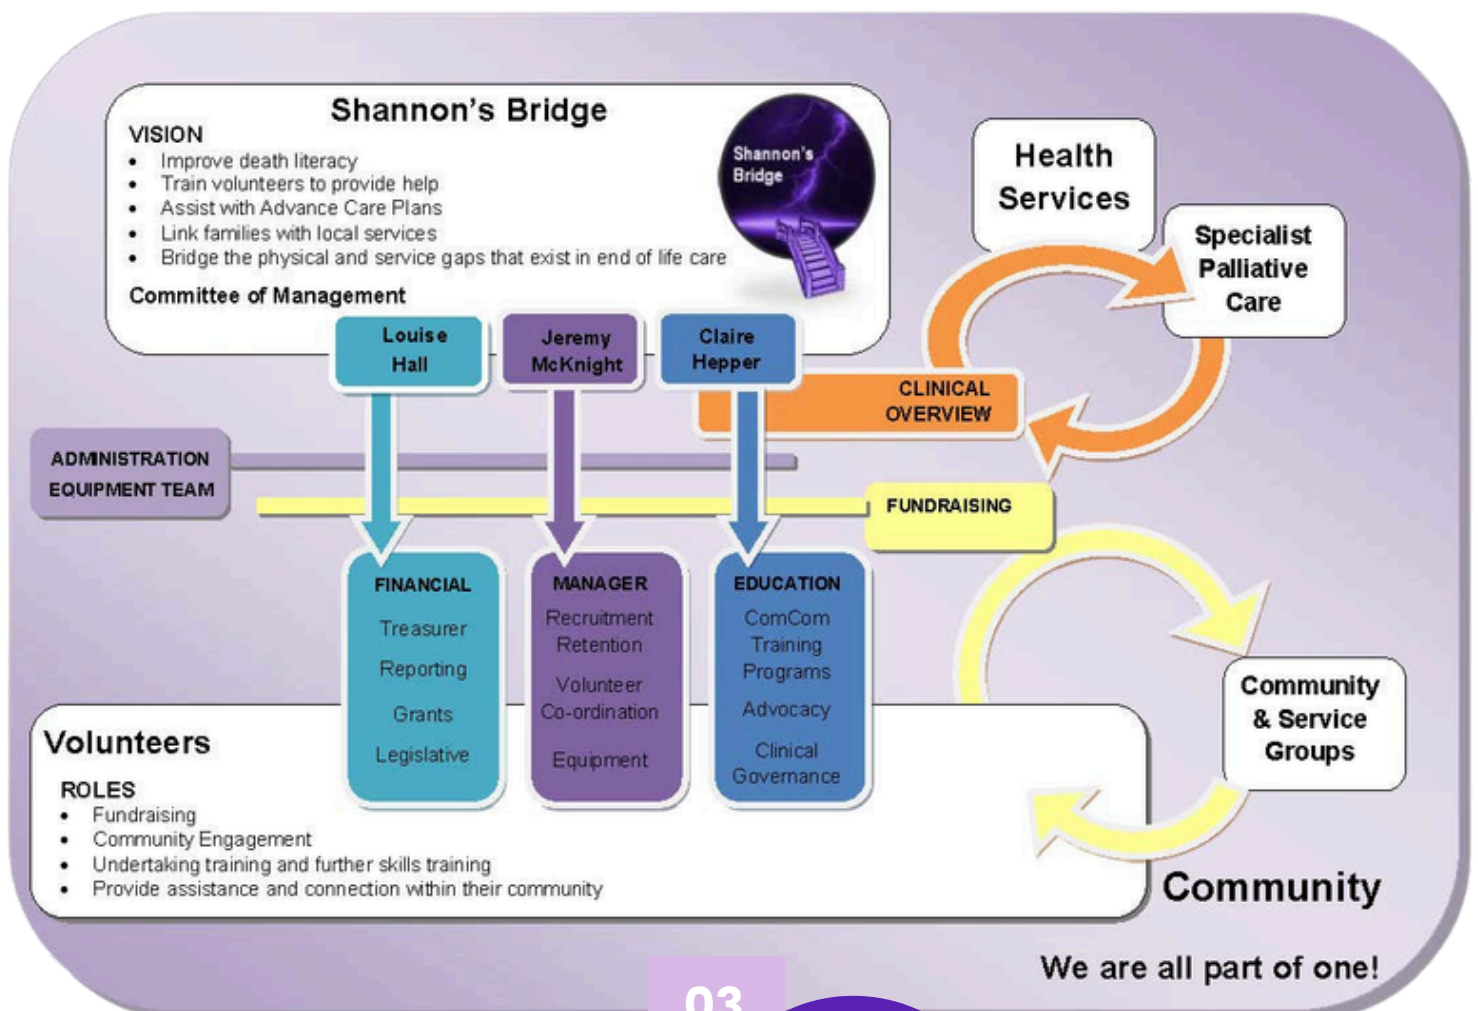 Shannon's Bridge
VISION
• Improve death literacy
• Train volunteers to provide help
• Assist with Advance Care Plans
• Link families with local services
• Bridge the physical and service gaps that exist in end of life care
Committee of Management
Shannon's
Bridge
Health
Services
Specialist
Palliative
Care
Louise
Hall
Jeremy
McKnight
Claire
Hepper
CLINICAL
OVERVIEW
ADMINISTRATION
EQUIPMENT TEAM
FUNDRAISING
FINANCIAL
Treasurer
Reporting
Grants
Legislative
MANAGER
Recruitment
Retention
Volunteer
Co-ordination
Equipment
EDUCATION
ComCom
Training
Programs
Advocacy
Clinical
Governance
Community
& Service
Groups
Volunteers
ROLES
• Fundraising
• Community Engagement
• Undertaking training and further skills training
• Provide assistance and connection within their community
Community
We are all part of one!
03